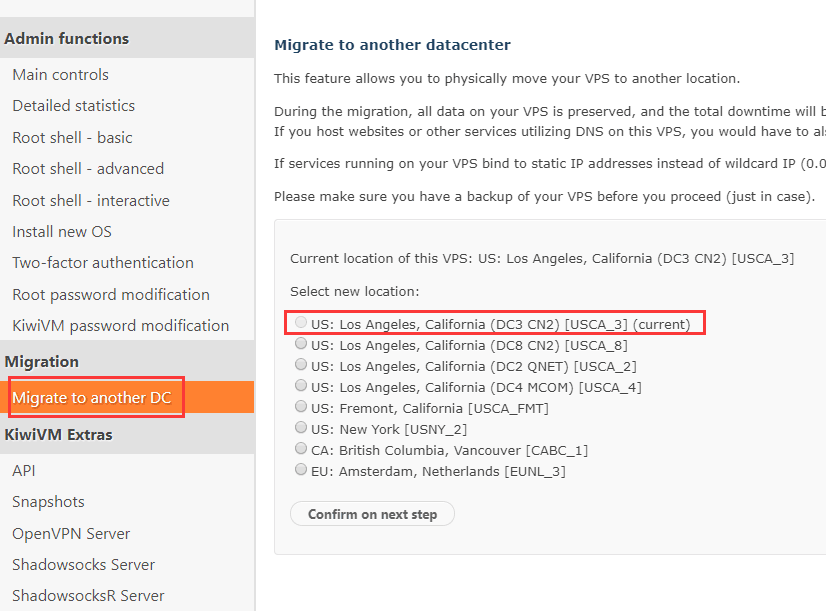 Admin functions
Main controls
Detailed statistics
Root shell - basic
Root shell - advanced
Root shell - interactive
Install new OS
Two-factor authentication
Root password modification
KiwiVM password modification
Migration
Migrate to another DC
KiwiVM Extras
API
Snapshots
OpenVPN Server
Shadowsocks Server
ShadowsocksR Server
Migrate to another datacenter
This feature allows you to physically move your VPS to another location.
During the migration, all data on your VPS is preserved, and the total downtime will
If you host websites or other services utilizing DNS on this VPS, you would have to
If services running on your VPS bind to static IP addresses instead of wildcard IP (0.0
Please make sure you have a backup of your VPS before you proceed (just in case).
Current location of this VPS: US: Los Angeles, California (DC3 CN2) [USCA_3]
Select new location:
US: Los Angeles, California (DC3 CN2) [USCA_3] (current)
US: Los Angeles, California (DC8 CN2) [USCA_8]
US: Los Angeles, California (DC2 QNET) [USCA_2]
US: Los Angeles, California (DC4 MCOM) [USCA_4]
US: Fremont, California [USCA_FMT]
US: New York [USNY_2]
CA: British Columbia, Vancouver [CABC_1]
EU: Amsterdam, Netherlands [EUNL_3]
Confirm on next step